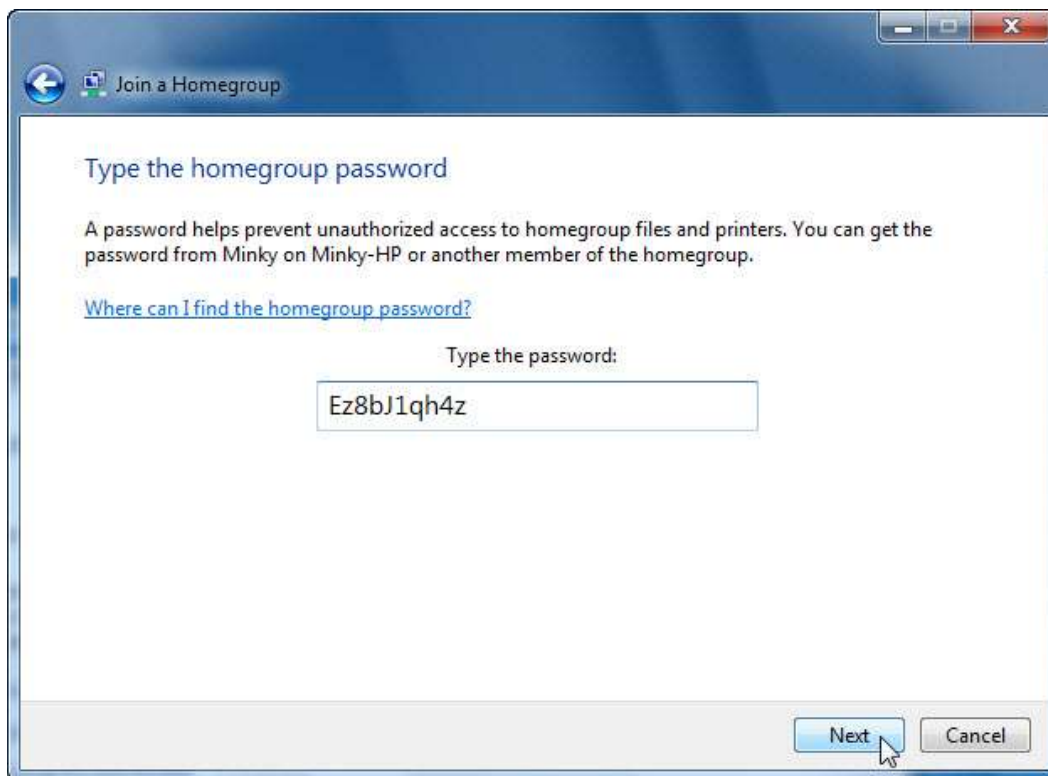 Join a Homegroup
Type the homegroup password
A password helps prevent unauthorized access to homegroup files and printers. You can get the
password from Minky on Minky-HP or another member of the homegroup.
Where can I find the homegroup password?
Type the password:
Ez8bJ1qh4z
Next
Cancel